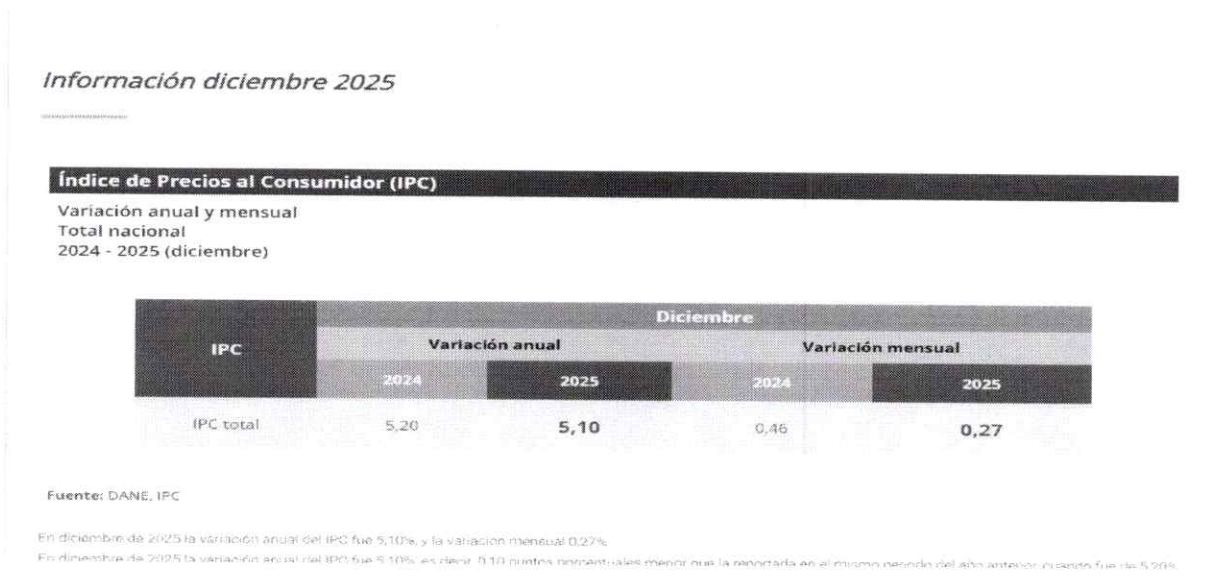 Información diciembre 2025
Índice de Precios al Consumidor (IPC)
Variación anual y mensual
Total nacional
2024 - 2025 (diciembre)
IPC
Diciembre
Variación anual
Variación mensual
2024
2025
2024
2025
IPC total
5,20
5,10
0,46
0,27
Fuente: DANE, IPC
En diciembre de 2025 la variación anual del IPC fue 5,10%, y la variación mensual 0,27%
En diciembre de 2025 la variación anual del IPC fue 5,10%, es decir, 0,10 puntos porcentuales menor que la reportada en el mismo periodo del año anterior, cuando fue de 5,20%